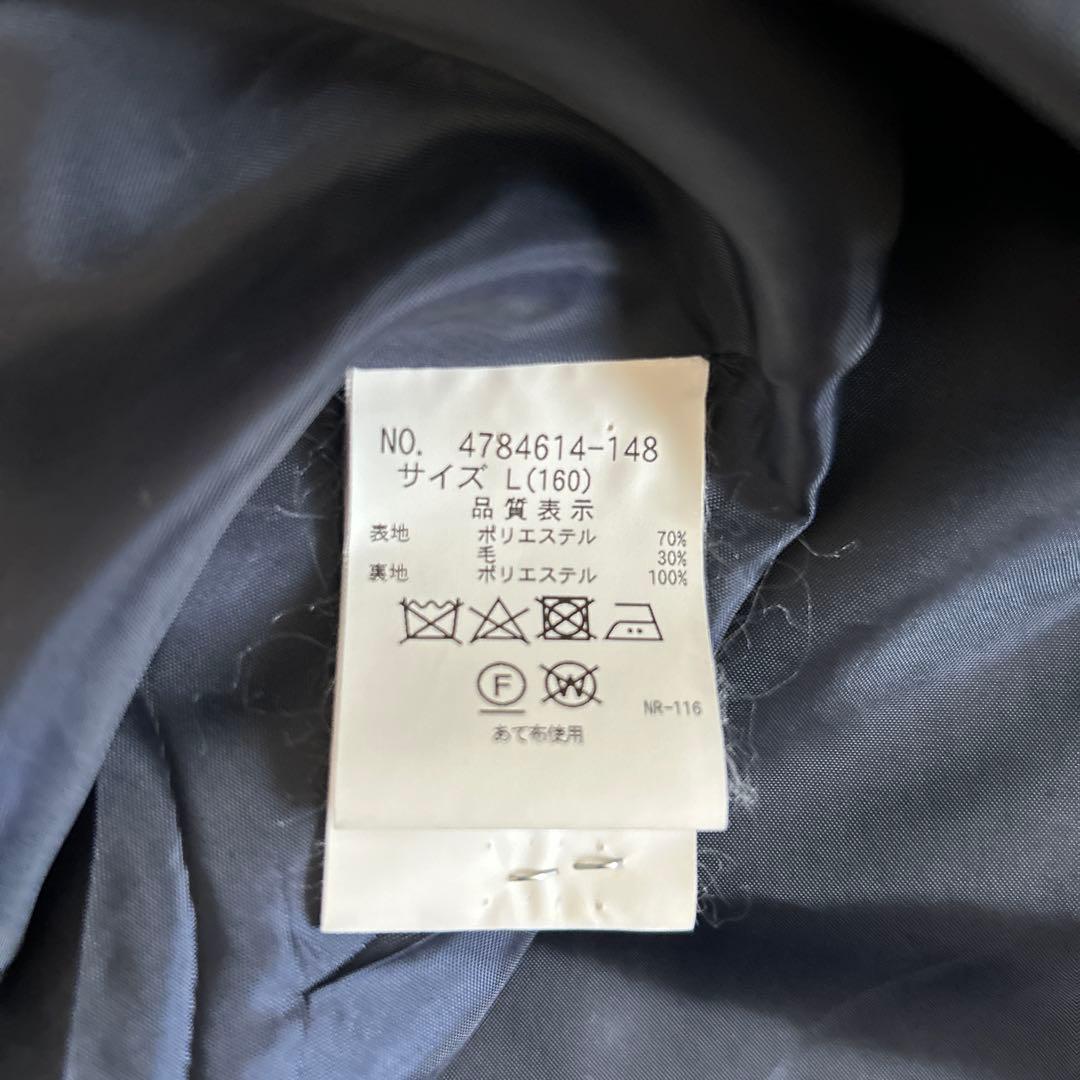 NO. 4784614-148
サイズ L(160)
品質表示
表地 ポリエステル 70%
毛 30%
裏地 ポリエステル 100%
F W
NR-116
あて布使用